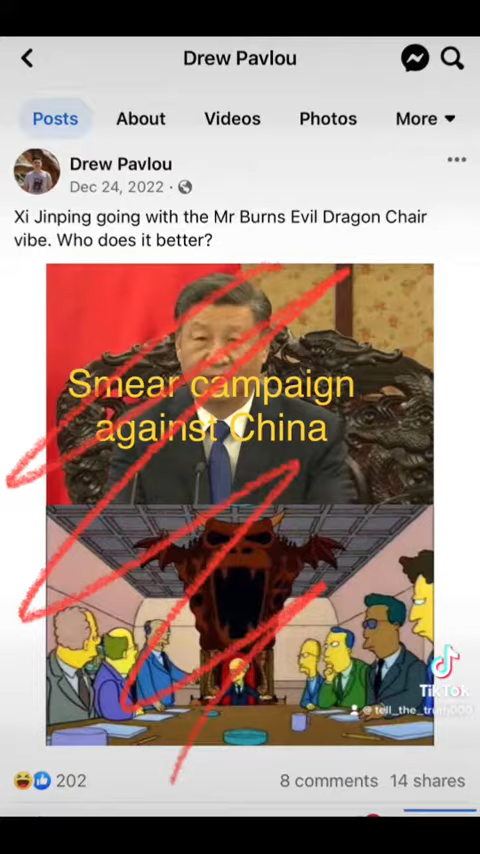 Drew Pavlou
Posts About Videos Photos More
Drew Pavlou
Dec 24, 2022 ·
Xi Jinping going with the Mr Burns Evil Dragon Chair
vibe. Who does it better?
Smear campaign
against China
TikTok
@tell_the_truth000
202 8 comments 14 shares